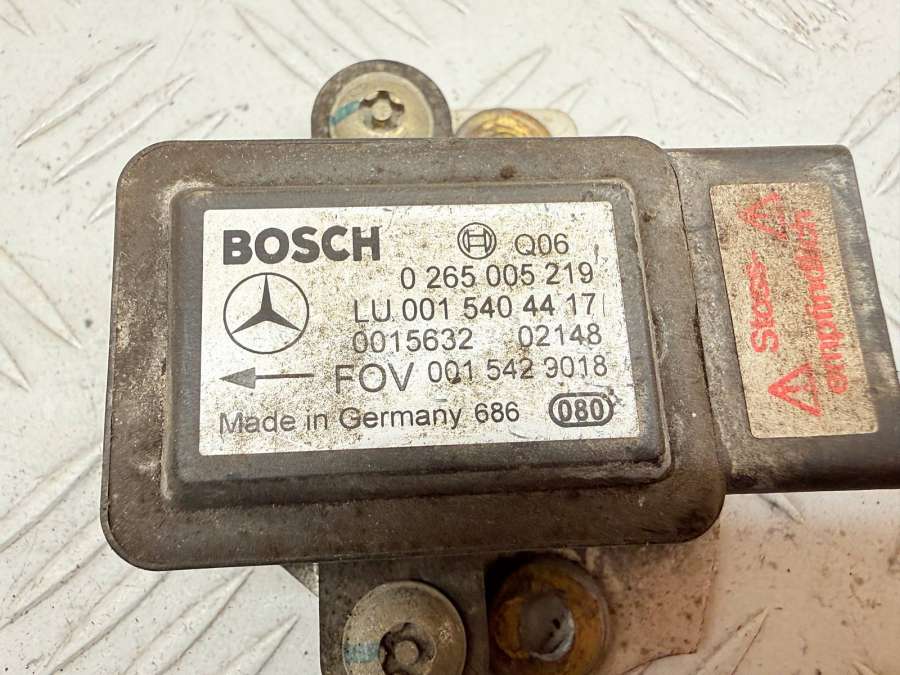 BOSCH
Q06
0 265 005 219
LU 001 540 44 17
0015632 02148
FOV 001 542 9018
Made in Germany 686 080
Stoss-
empfindlich